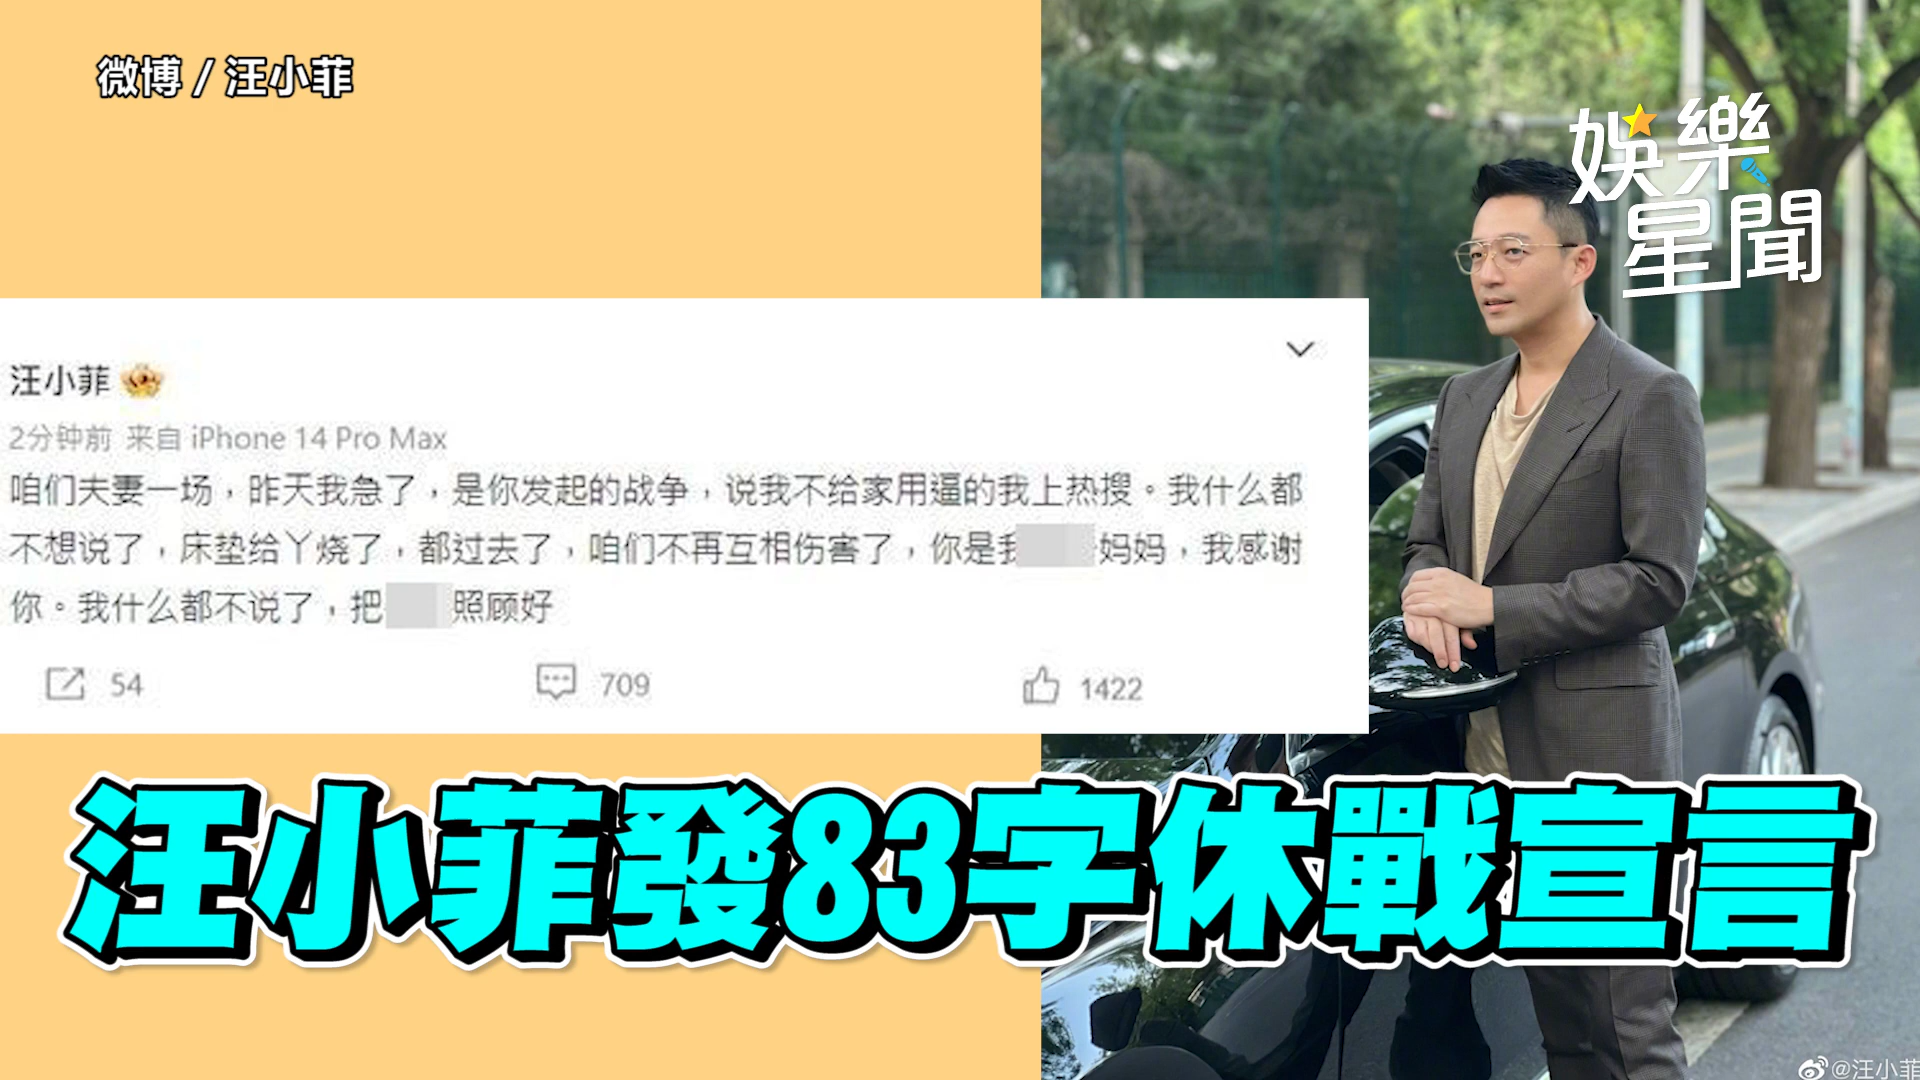 微博 / 汪小菲
娛樂
星聞
汪小菲
2分钟前 来自 iPhone 14 Pro Max
咱们夫妻一场，昨天我急了，是你发起的战争，说我不给家用逼的我上热搜。我什么都
不想说了，床垫给丫烧了，都过去了，咱们不再互相伤害了，你是我 妈妈，我感谢
你。我什么都不说了，把 照顾好
54 709 1422
汪小菲發83字休戰宣言
@汪小菲